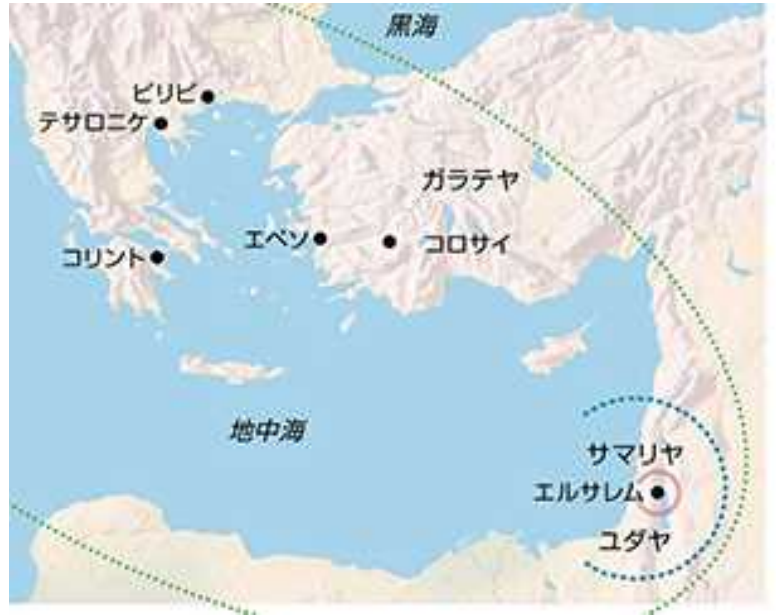 黒海
ピリピ
テサロニケ
ガラテヤ
エペソ
コロサイ
コリント
地中海
サマリヤ
エルサレム
ユダヤ